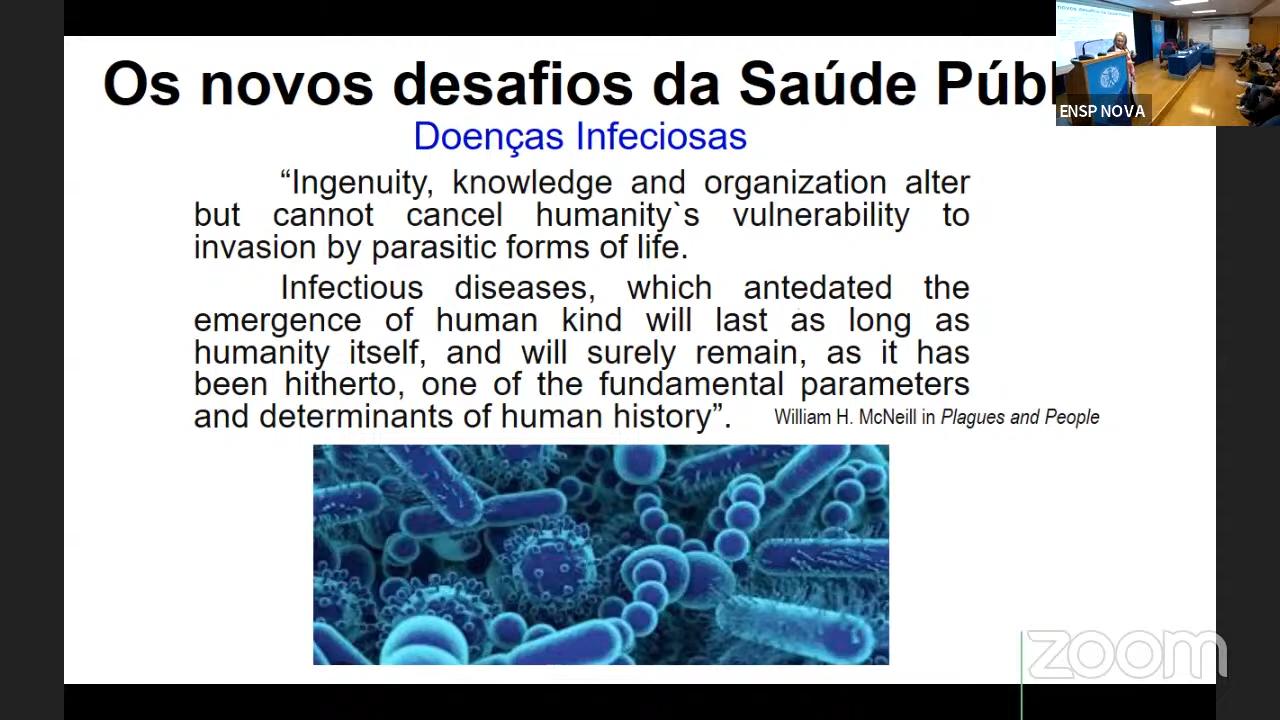 Os novos desafios da Saúde Públ
Doenças Infeciosas
“Ingenuity, knowledge and organization alter
but cannot cancel humanity`s vulnerability to
invasion by parasitic forms of life.
Infectious diseases, which antedated the
emergence of human kind will last as long as
humanity itself, and will surely remain, as it has
been hitherto, one of the fundamental parameters
and determinants of human history”.
William H. McNeill in Plagues and People
ENSP NOVA
zoom